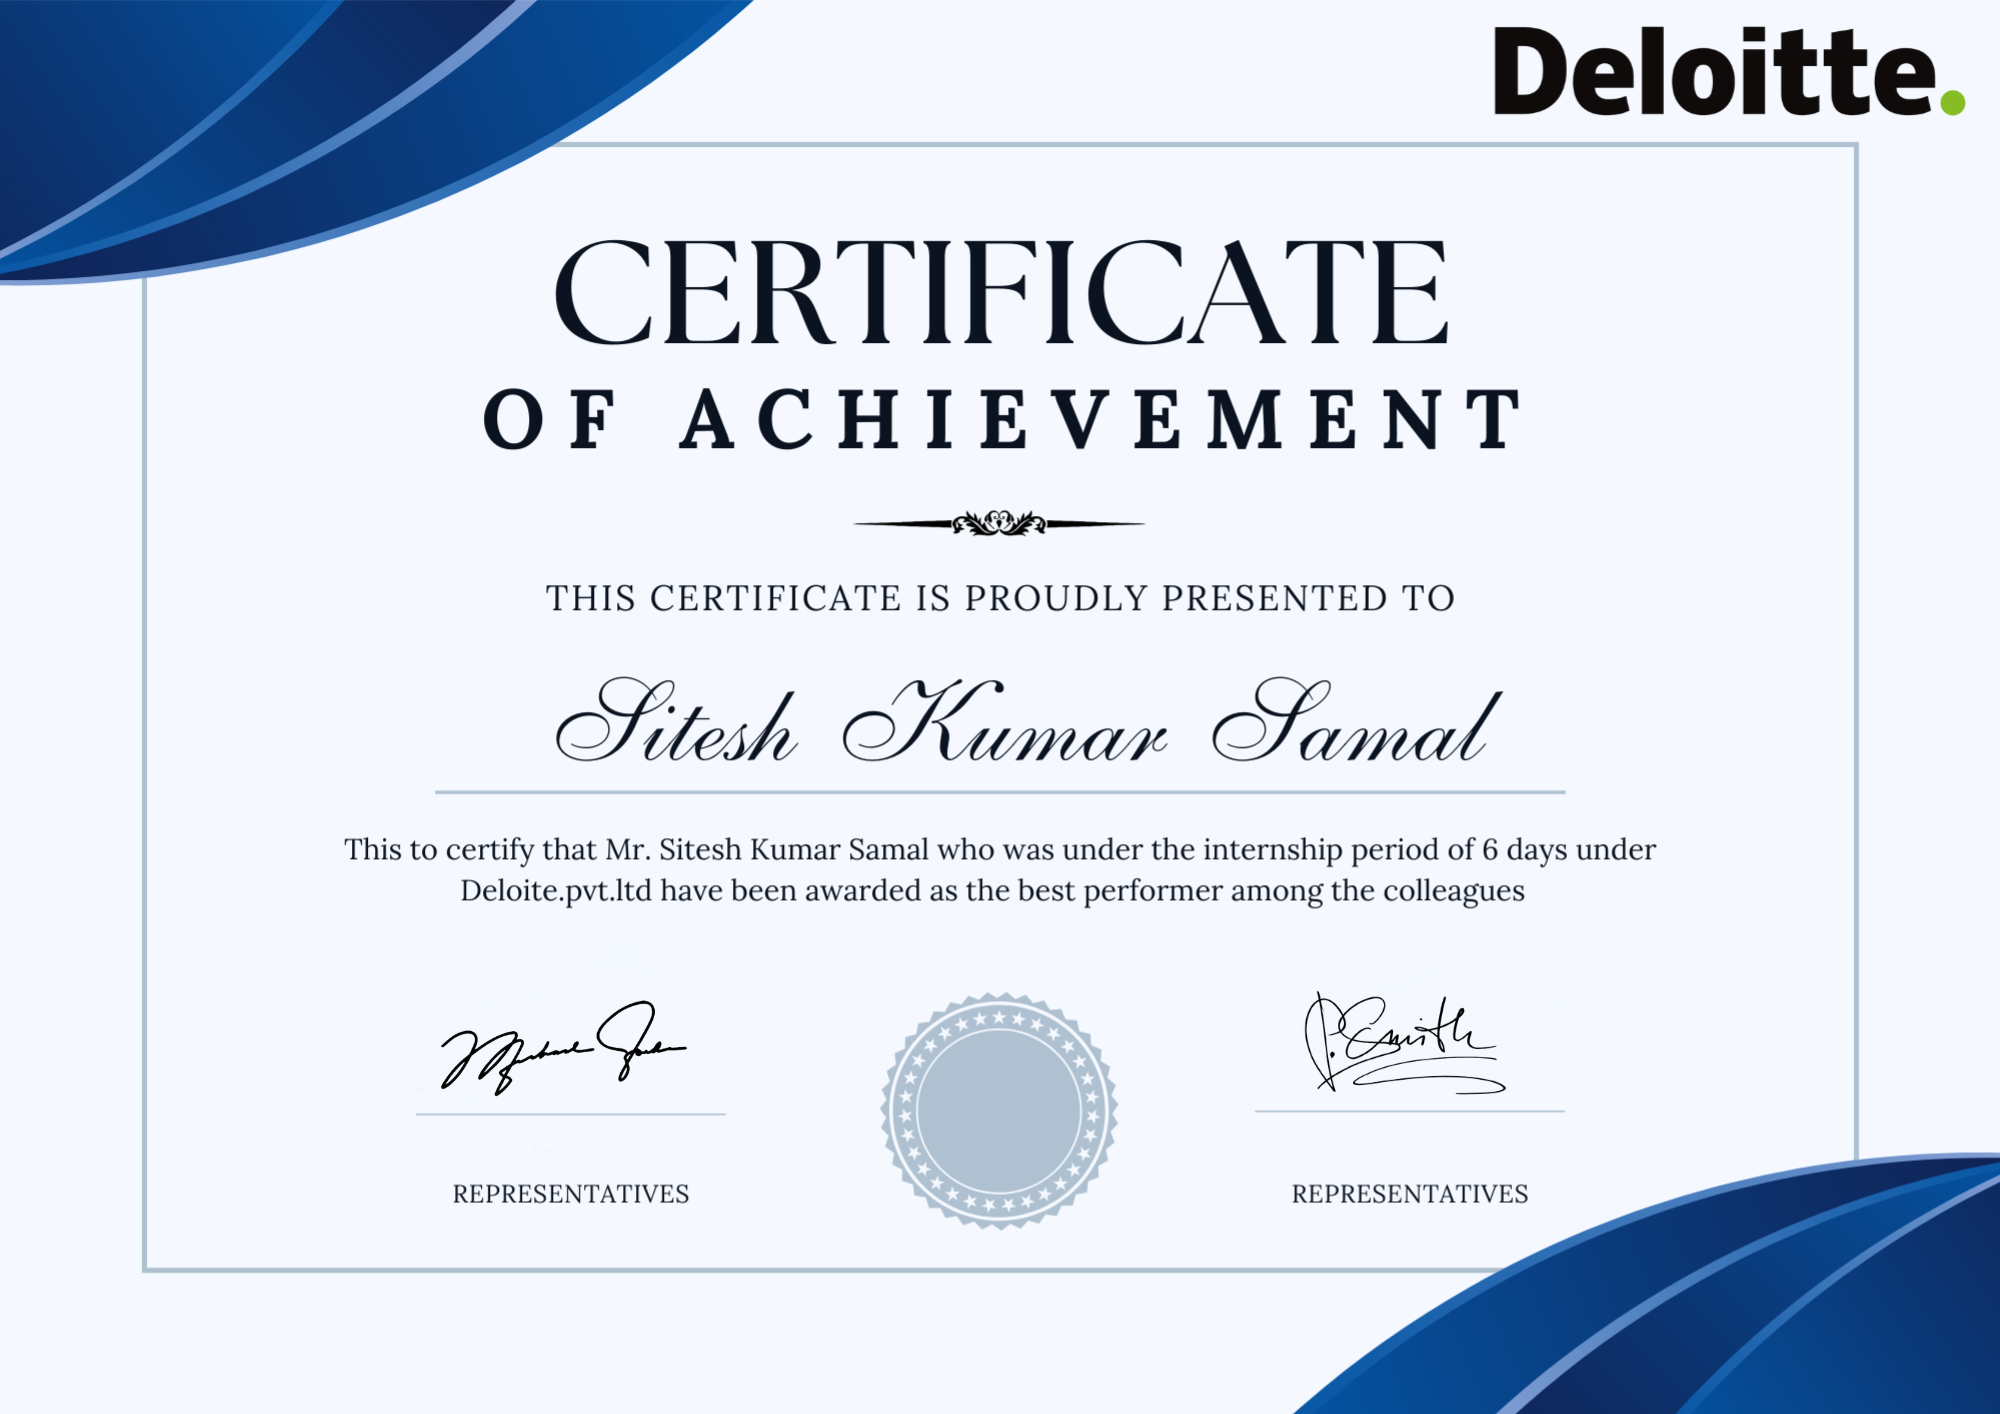 Deloitte.
CERTIFICATE
OF ACHIEVEMENT
THIS CERTIFICATE IS PROUDLY PRESENTED TO
Sitesh Kumar Samal
This to certify that Mr. Sitesh Kumar Samal who was under the internship period of 6 days under
Deloite.pvt.ltd have been awarded as the best performer among the colleagues
P. Smith
REPRESENTATIVES
REPRESENTATIVES